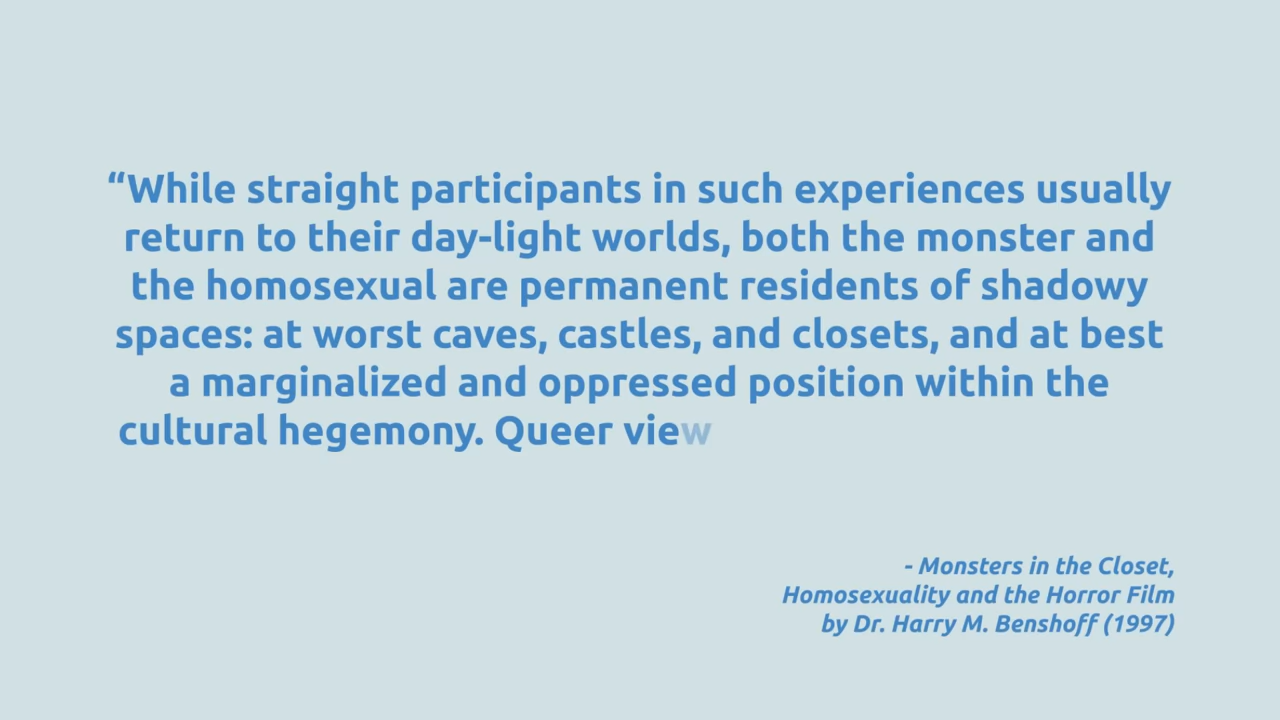 “While straight participants in such experiences usually
return to their day-light worlds, both the monster and
the homosexual are permanent residents of shadowy
spaces: at worst caves, castles, and closets, and at best
a marginalized and oppressed position within the
cultural hegemony. Queer view
- Monsters in the Closet,
Homosexuality and the Horror Film
by Dr. Harry M. Benshoff (1997)